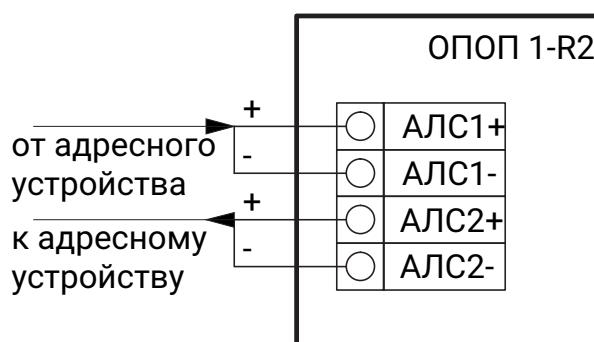 ОПОП 1-R2
+
АЛС1+
от адресного
устройства
-
АЛС1-
+
АЛС2+
к адресному
устройству
-
АЛС2-